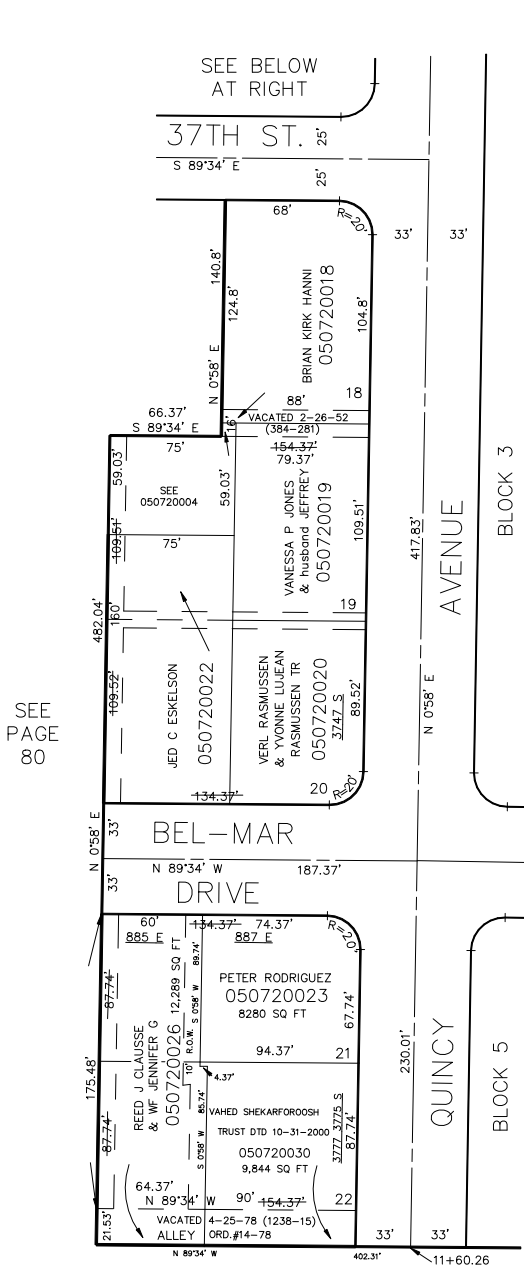 SEE BELOW
AT RIGHT
37TH ST.
25'
S 89°34' E
25'
68'
R=20'
33'
33'
140.8'
124.8'
N 0°58' E
BRIAN KIRK HANNI
050720018
104.8'
18
88'
66.37'
S 89°34' E
16'
VACATED 2-26-52
(384-281)
75'
154.37'
79.37'
59.03'
59.03'
SEE
050720004
109.51'
75'
VANESSA P JONES
& husband JEFFREY
050720019
109.51'
19
417.83'
AVENUE
BLOCK 3
482.04'
160'
109.52'
JED C ESKELSON
050720022
VERL RASMUSSEN
& YVONNE LUJEAN
RASMUSSEN TR
050720020
3747 S
89.52'
N 0°58' E
SEE
PAGE
80
134.37'
20
R=20'
N 0°58' E
33'
BEL-MAR
N 89°34' W
187.37'
33'
DRIVE
60'
134.37'
74.37'
R=20'
885 E
887 E
87.74'
12,289 SQ FT
89.74'
S 0°58' W
R.O.W.
10'
PETER RODRIGUEZ
050720023
8280 SQ FT
67.74'
94.37'
21
REED J CLAUSSE
& WF JENNIFER G
050720026
4.37'
175.48'
87.74'
85.74'
S 0°58' W
VAHED SHEKARFOROOSH
TRUST DTD 10-31-2000
050720030
9,844 SQ FT
3777 3775 S
87.74'
230.01'
QUINCY
BLOCK 5
64.37'
N 89°34' W
90'
154.37'
22
21.53'
VACATED 4-25-78 (1238-15)
ALLEY ORD.#14-78
33'
33'
N 89°34' W
402.31'
11+60.26